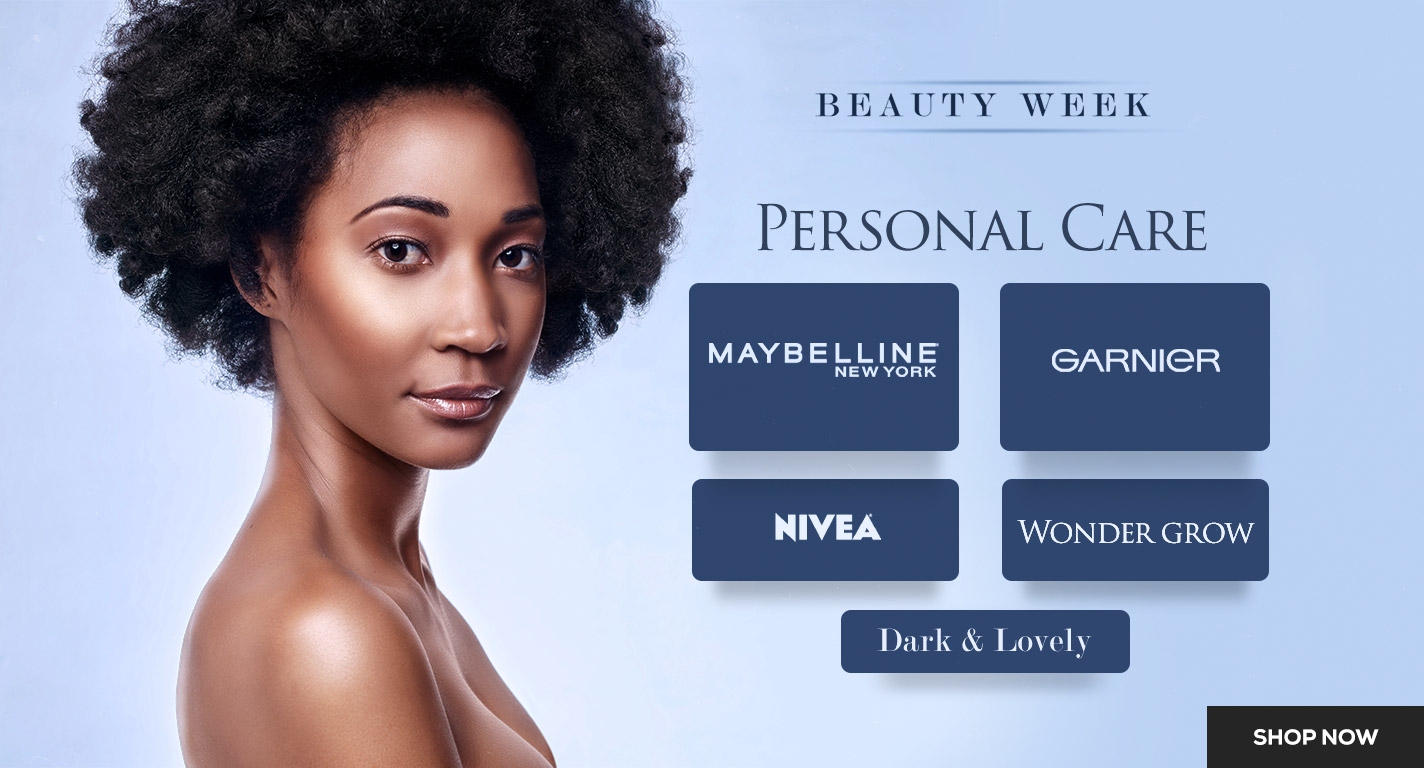 BEAUTY WEEK
PERSONAL CARE
MAYBELLINE
NEW YORK
GARNIER
NIVEA
WONDER GROW
Dark & Lovely
SHOP NOW